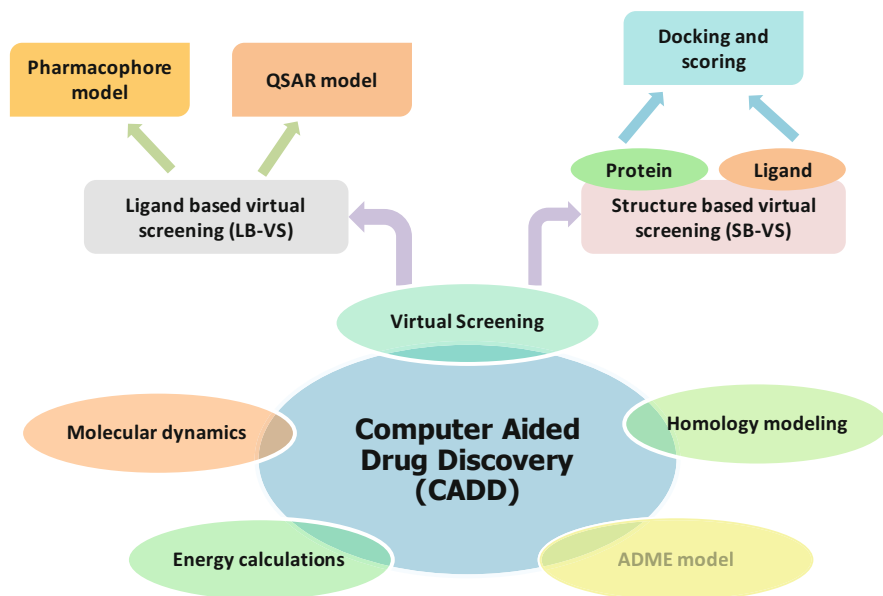 Pharmacophore
model
QSAR model
Docking and
scoring
Protein
Ligand
Ligand based virtual
screening (LB-VS)
Structure based virtual
screening (SB-VS)
Virtual Screening
Molecular dynamics
Computer Aided
Drug Discovery
(CADD)
Homology modeling
Energy calculations
ADME model